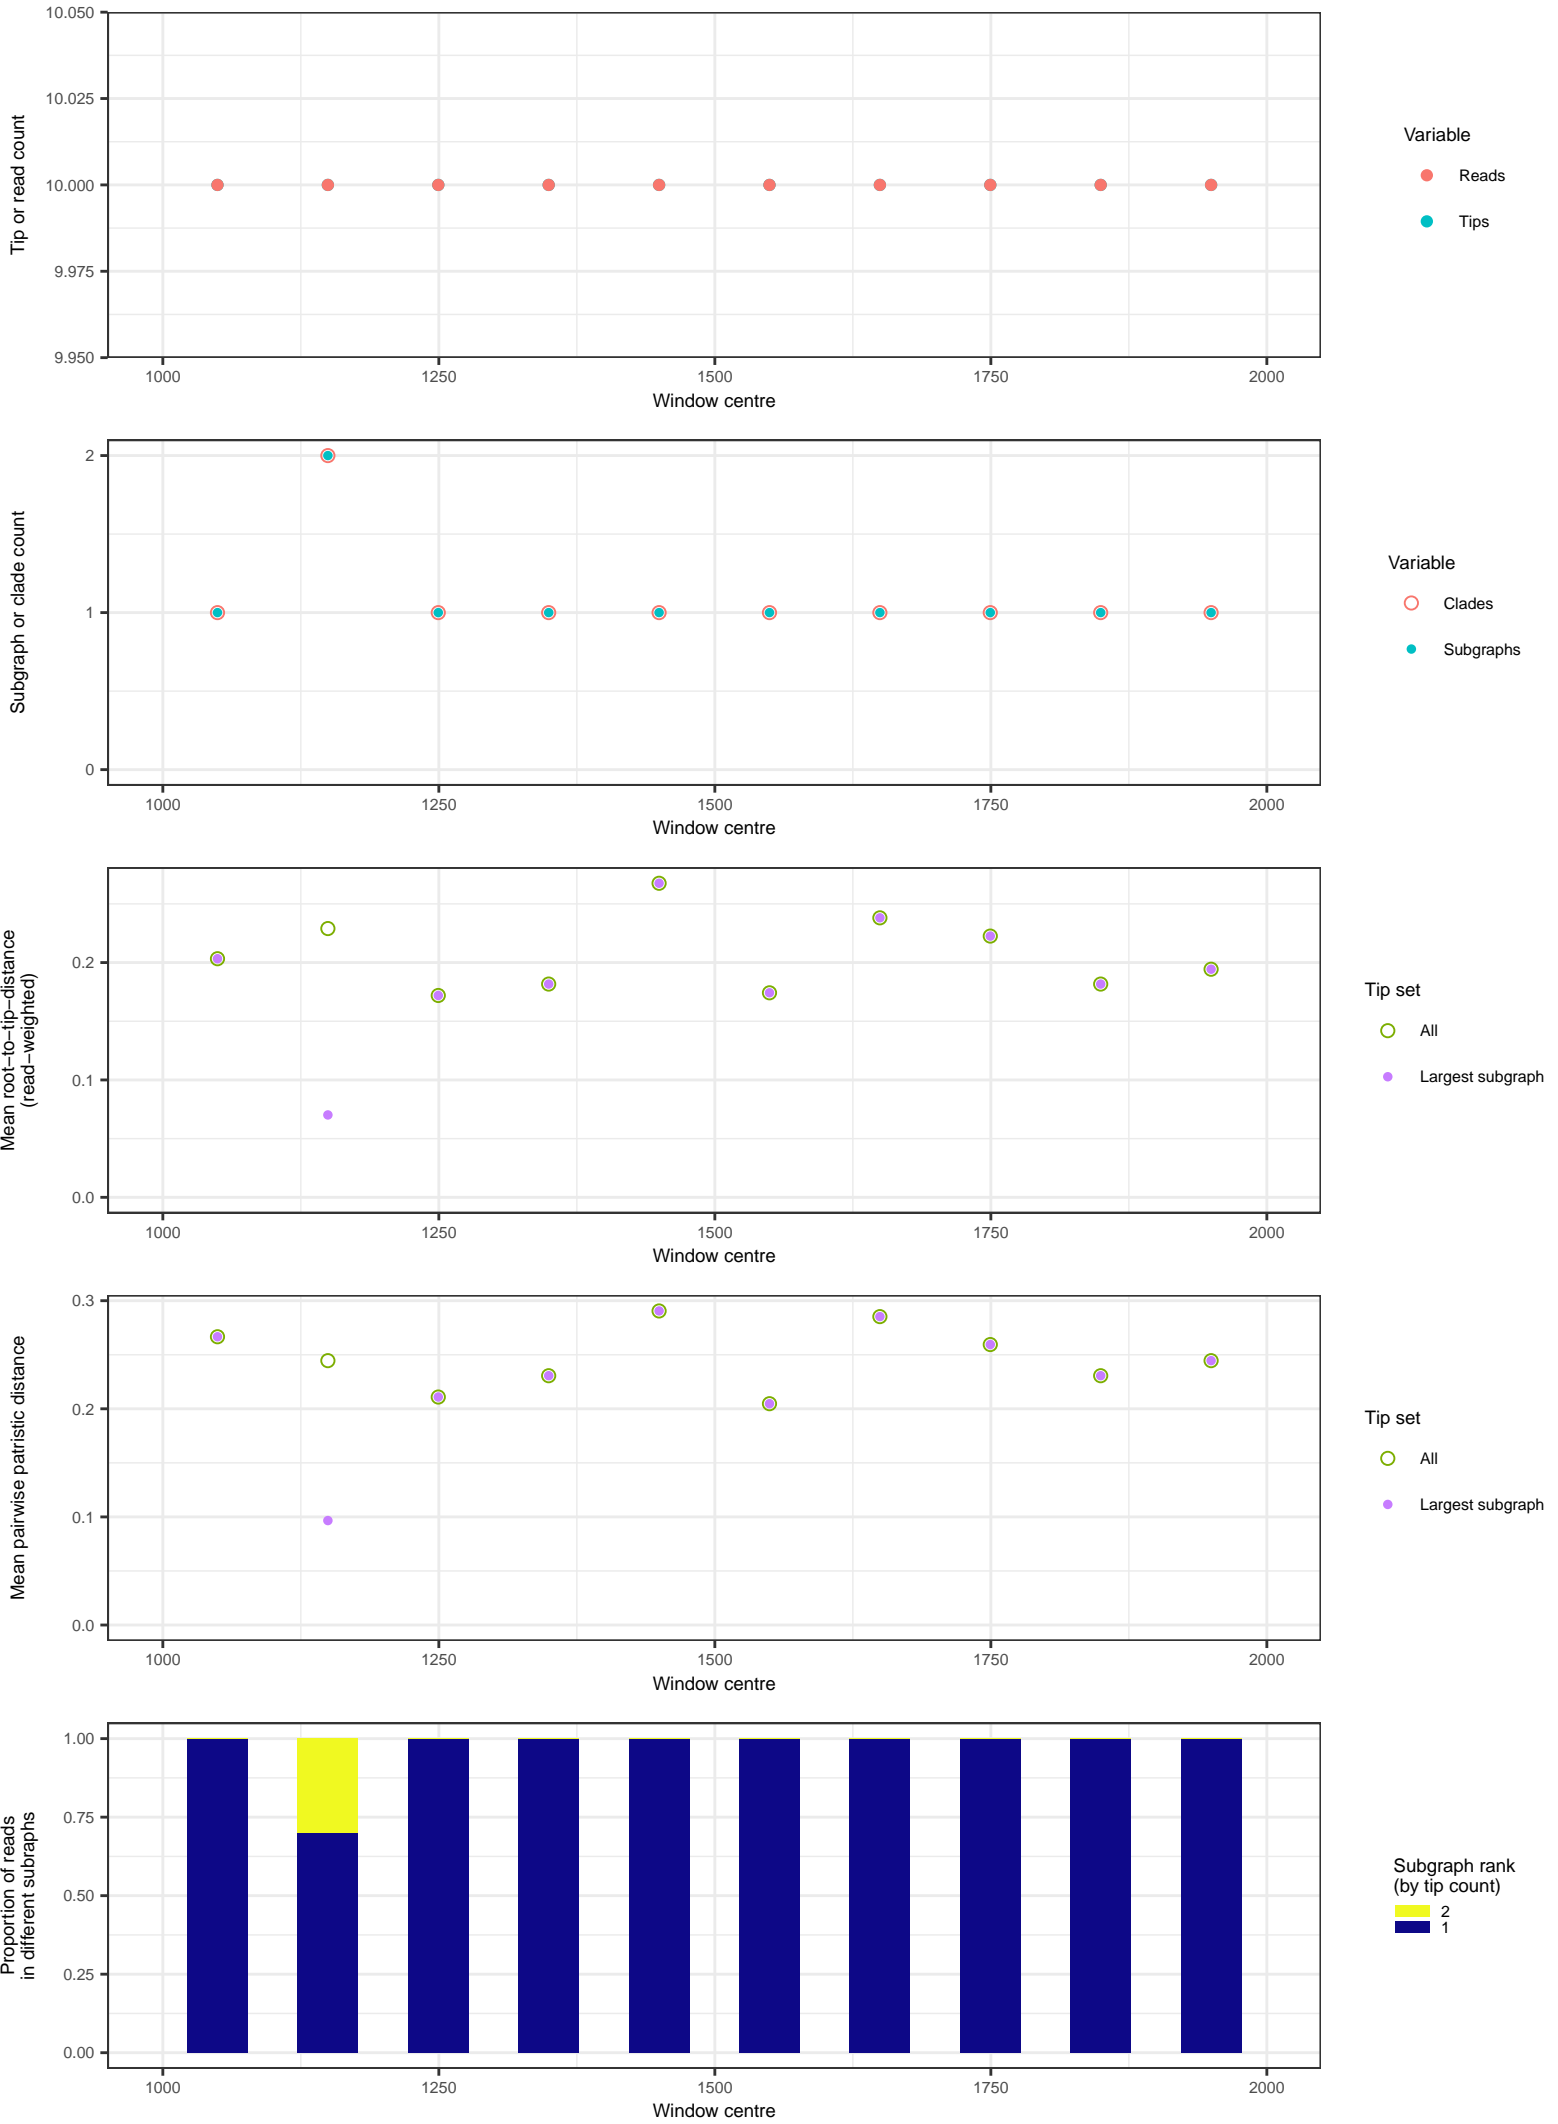 10.050
10.025
10.000
9.975
9.950
Tip or read count
1000
1250
1500
1750
2000
Window centre
Variable
Reads
Tips
2
1
0
Subgraph or clade count
1000
1250
1500
1750
2000
Window centre
Variable
Clades
Subgraphs
0.2
0.1
0.0
Mean root−to−tip−distance
(read−weighted)
1000
1250
1500
1750
2000
Window centre
Tip set
All
Largest subgraph
0.3
0.2
0.1
0.0
Mean pairwise patristic distance
1000
1250
1500
1750
2000
Window centre
Tip set
All
Largest subgraph
1.00
0.75
0.50
0.25
0.00
Proportion of reads
in different subraphs
1000
1250
1500
1750
2000
Window centre
Subgraph rank
(by tip count)
2
1